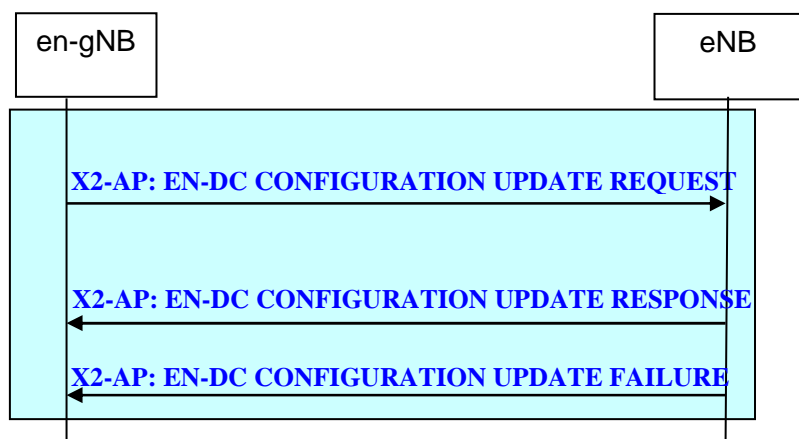 en-gNB
eNB
X2-AP: EN-DC CONFIGURATION UPDATE REQUEST
X2-AP: EN-DC CONFIGURATION UPDATE RESPONSE
X2-AP: EN-DC CONFIGURATION UPDATE FAILURE